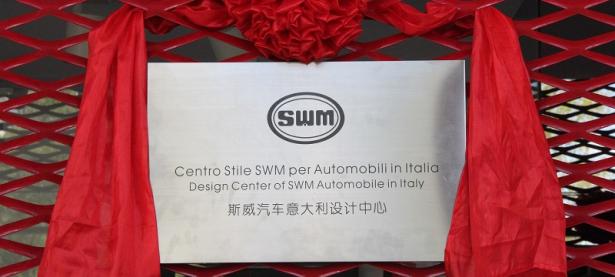 SWM
Centro Stile SWM per Automobili in Italia
Design Center of SWM Automobile in Italy
斯威汽车意大利设计中心